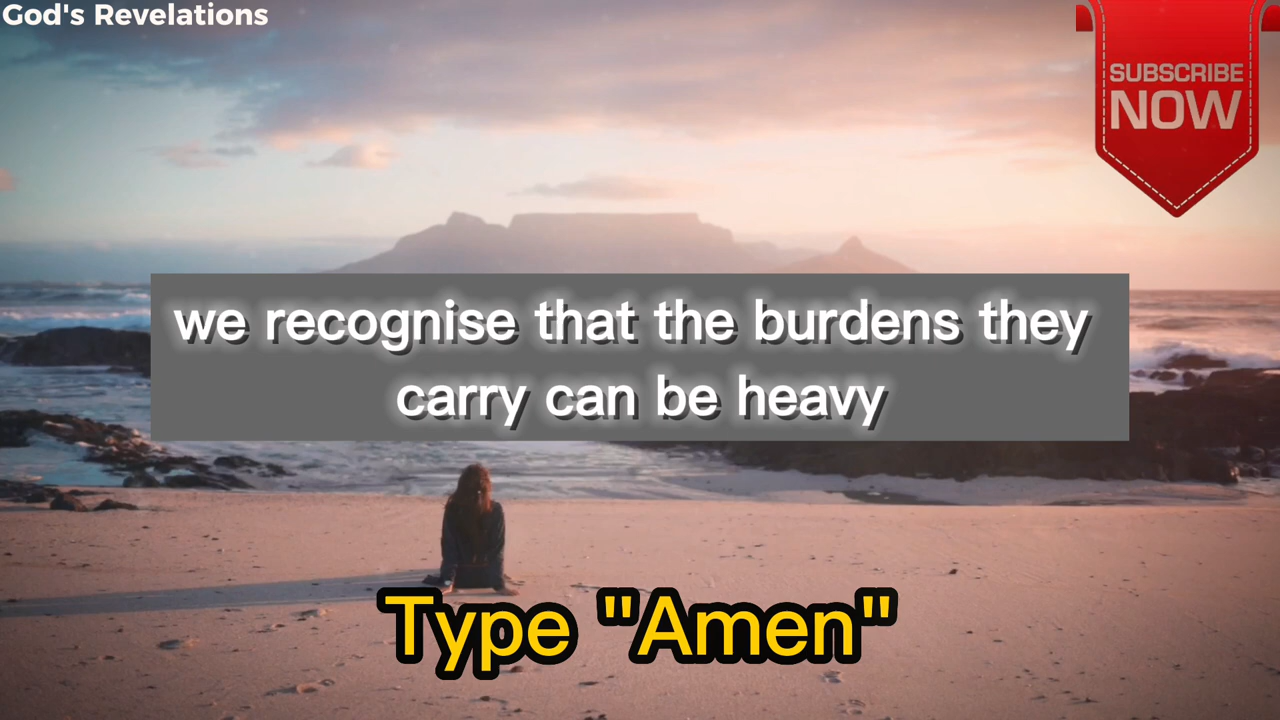 God's Revelations
SUBSCRIBE
NOW
we recognise that the burdens they
carry can be heavy
Type "Amen"